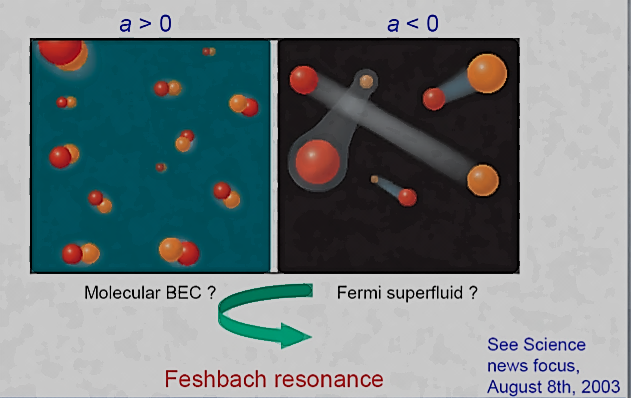 a > 0
a < 0
Molecular BEC ?
Fermi superfluid ?
Feshbach resonance
See Science
news focus,
August 8th, 2003